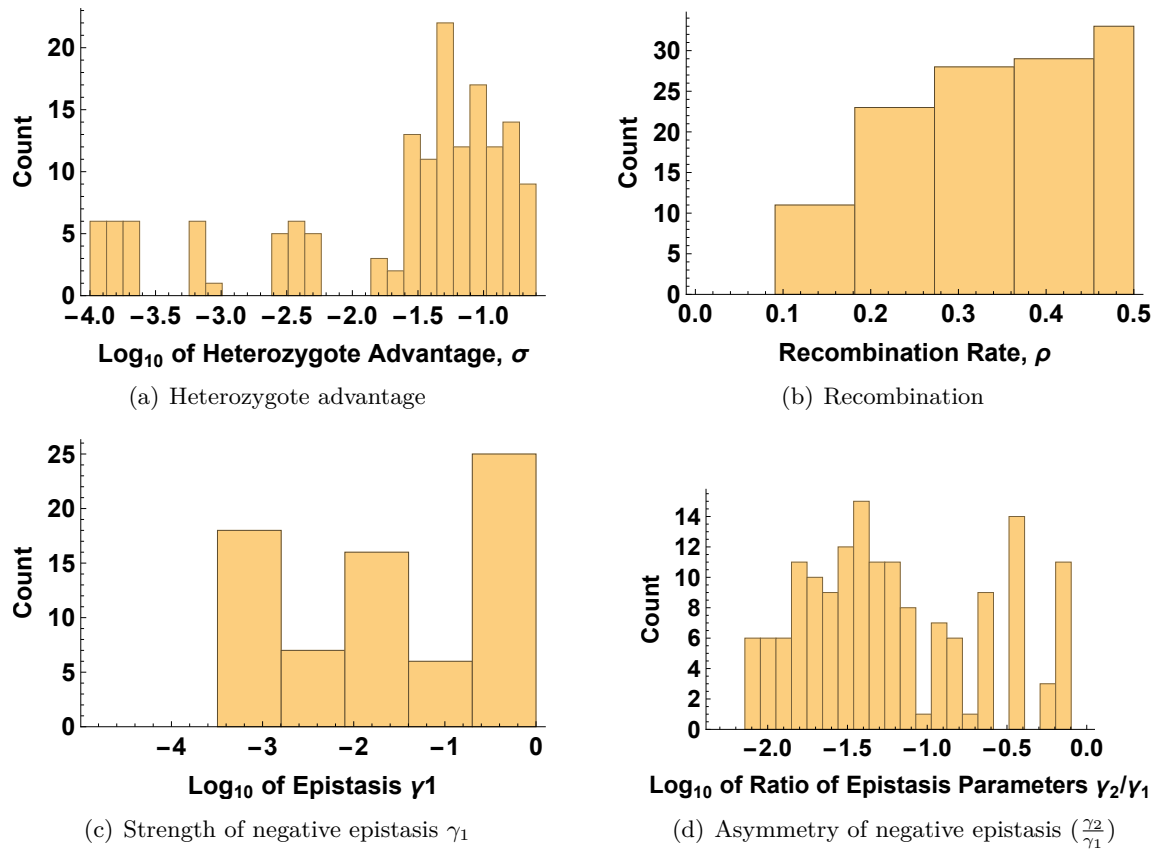 20
15
10
5
0
Count
−4.0 −3.5 −3.0 −2.5 −2.0 −1.5 −1.0
Log10 of Heterozygote Advantage, σ
(a) Heterozygote advantage
30
25
20
15
10
5
0
Count
0.0 0.1 0.2 0.3 0.4 0.5
Recombination Rate, ρ
(b) Recombination
25
20
15
10
5
0
Count
−4 −3 −2 −1 0
Log10 of Epistasis γ1
(c) Strength of negative epistasis γ1
14
12
10
8
6
4
2
0
Count
−2.0 −1.5 −1.0 −0.5 0.0
Log10 of Ratio of Epistasis Parameters γ2/γ1
(d) Asymmetry of negative epistasis (γ2/γ1)